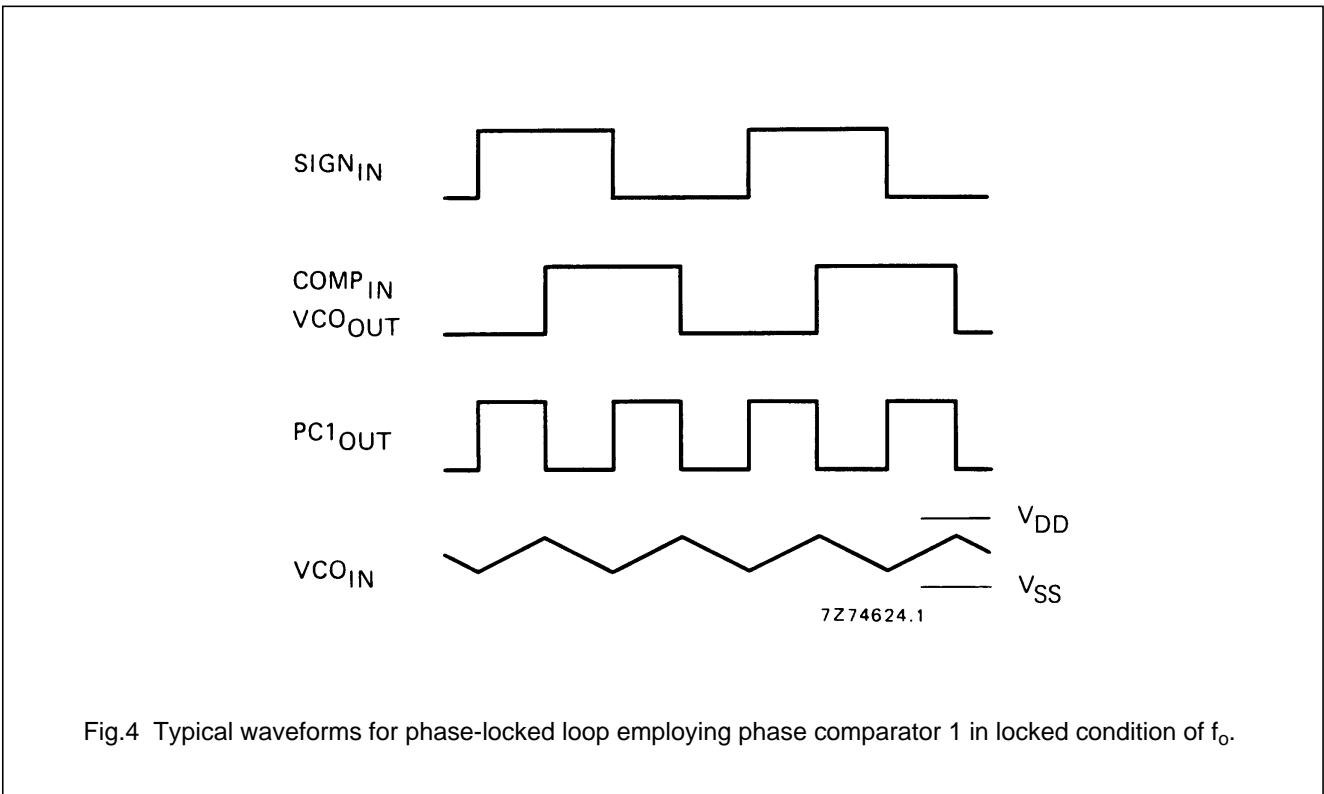 SIGN_IN
COMP_IN
VCO_OUT
PC1_OUT
VCO_IN
V_DD
V_SS
7Z74624.1
Fig.4 Typical waveforms for phase-locked loop employing phase comparator 1 in locked condition of f_o.